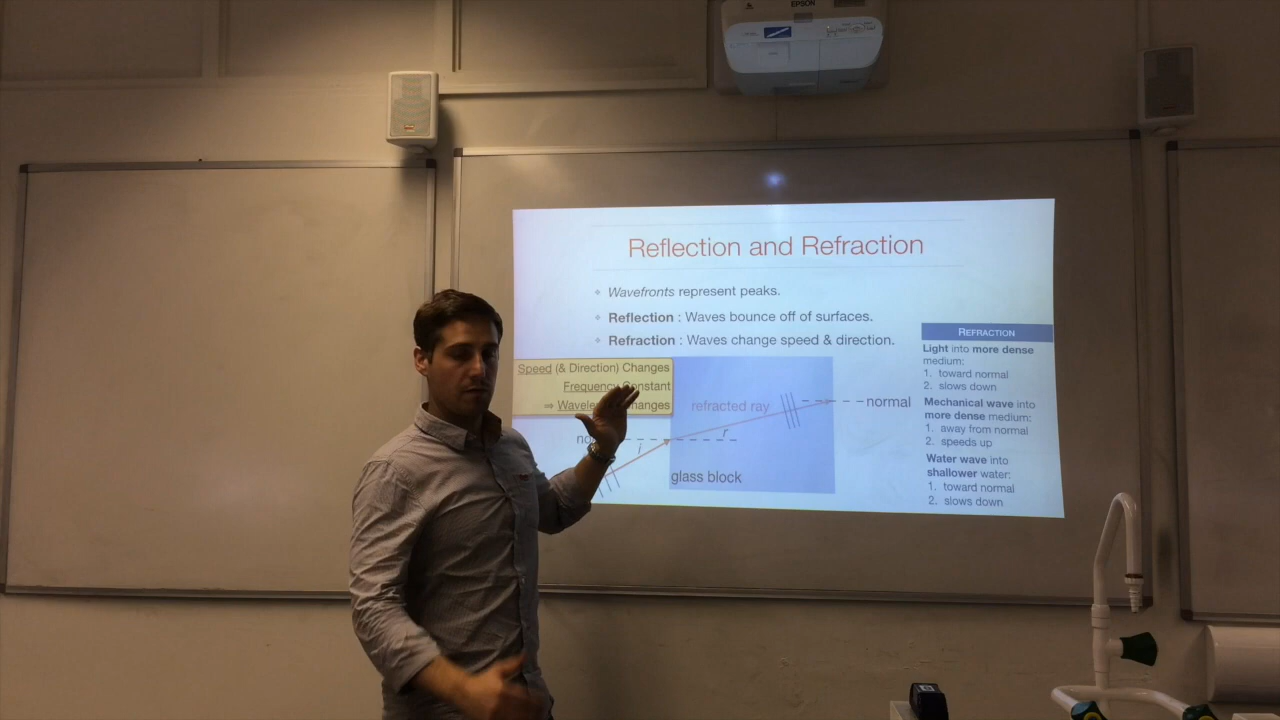 EPSON
Reflection and Refraction
Wavefronts represent peaks.
Reflection : Waves bounce off of surfaces.
Refraction : Waves change speed & direction.
Speed (& Direction) Changes
Frequency Constant
⇒ Changes
i
refracted ray
r
normal
glass block
REFRACTION
Light into more dense
medium:
1. toward normal
2. slows down
Mechanical wave into
more dense medium:
1. away from normal
2. speeds up
Water wave into
shallower water:
1. toward normal
2. slows down